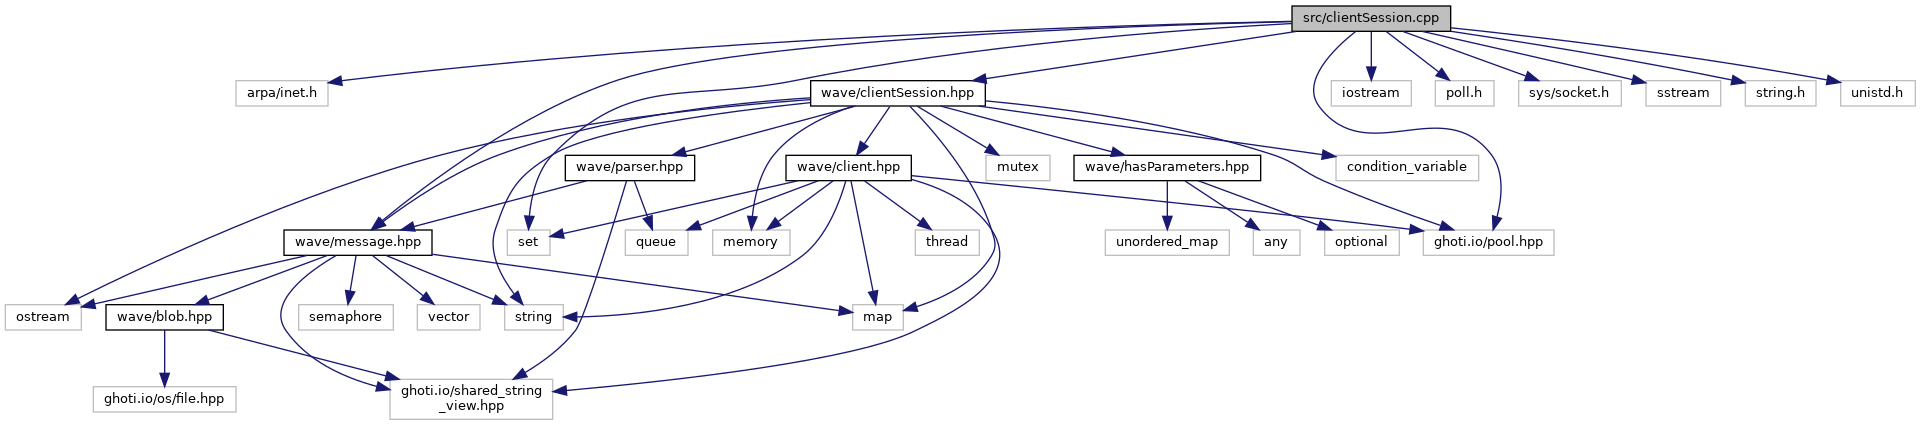 src/clientSession.cpp
arpa/inet.h
wave/clientSession.hpp
iostream
poll.h
sys/socket.h
sstream
string.h
unistd.h
wave/parser.hpp
wave/client.hpp
mutex
wave/hasParameters.hpp
condition_variable
wave/message.hpp
set
queue
memory
thread
unordered_map
any
optional
ghoti.io/pool.hpp
ostream
wave/blob.hpp
semaphore
vector
string
map
ghoti.io/os/file.hpp
ghoti.io/shared_string
_view.hpp